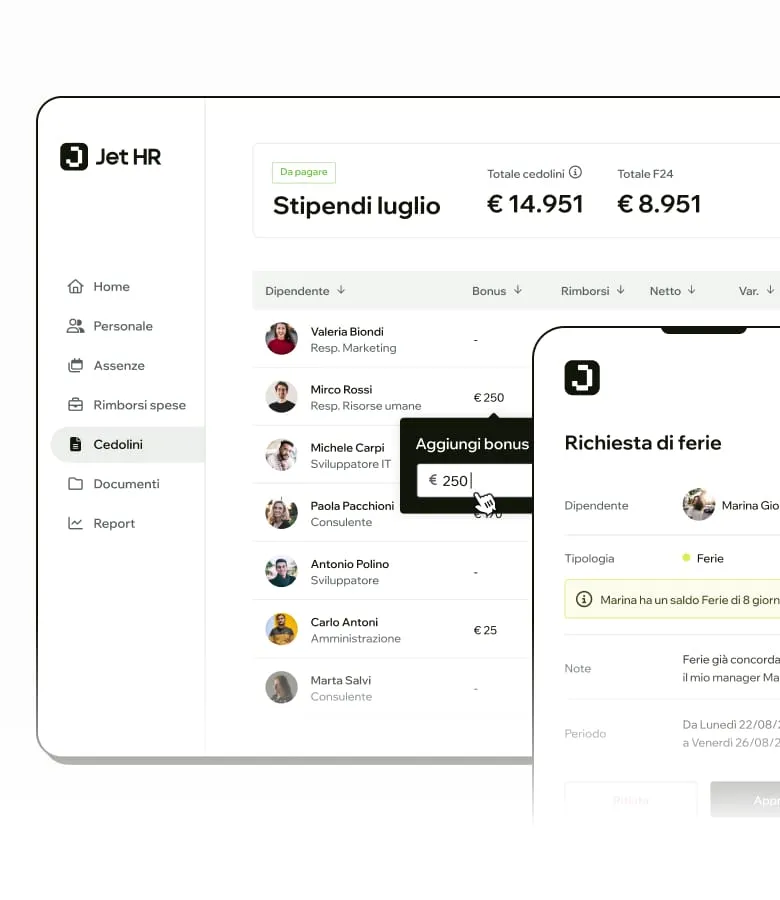 Jet HR
Home
Personale
Assenze
Rimborsi spese
Cedolini
Documenti
Report
Da pagare
Stipendi luglio
Totale cedolini
€ 14.951
Totale F24
€ 8.951
Dipendente Bonus Rimborsi Netto Var.
Valeria Biondi
Resp. Marketing
-
Mirco Rossi
Resp. Risorse umane
€ 250
Michele Carpi
Sviluppatore IT
Aggiungi bonus
€ 250
Paola Pacchioni
Consulente
Antonio Polino
Sviluppatore
-
Carlo Antoni
Amministrazione
€ 25
Marta Salvi
Consulente
-
Richiesta di ferie
Dipendente Marina Gio
Tipologia Ferie
Marina ha un saldo Ferie di 8 giorn
Note
Ferie già concorda
il mio manager Ma
Periodo
Da Lunedì 22/08/
a Venerdì 26/08/2
Rifiuta
Appr